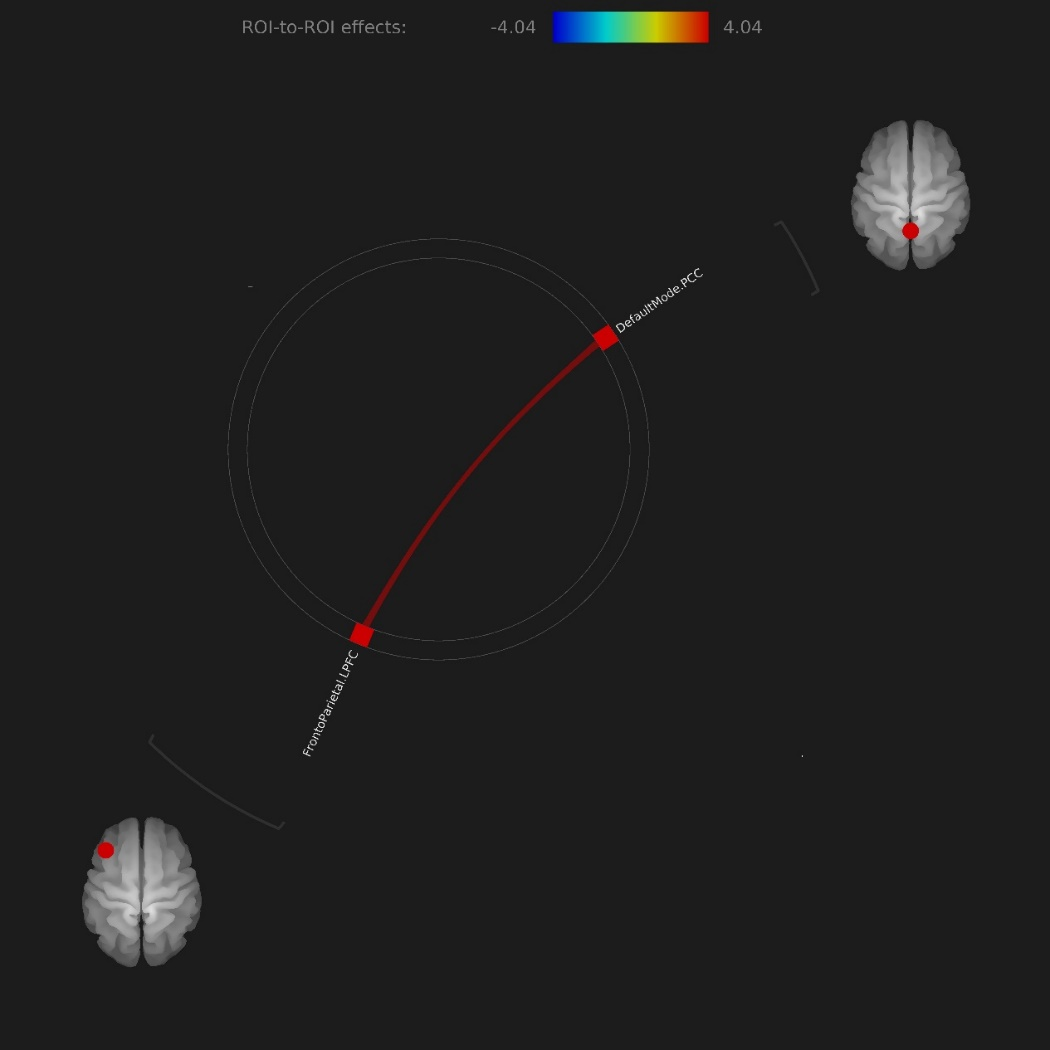 ROI-to-ROI effects: -4.04 4.04
DefaultMode.PCC
FrontoParietal.LPFC